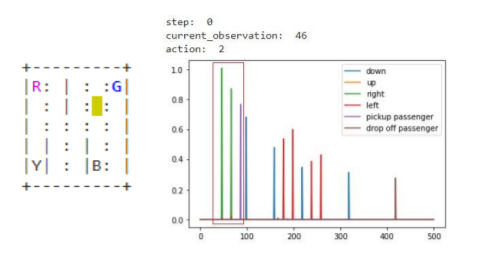 step: 0
current_observation: 46
action: 2
+---------+
|R: | : :G|
| : | : : |
| : : : : |
| | : | : |
|Y| : |B: |
+---------+
1.0
0.8
0.6
0.4
0.2
0.0
0
100
200
300
400
500
down
up
right
left
pickup passenger
drop off passenger